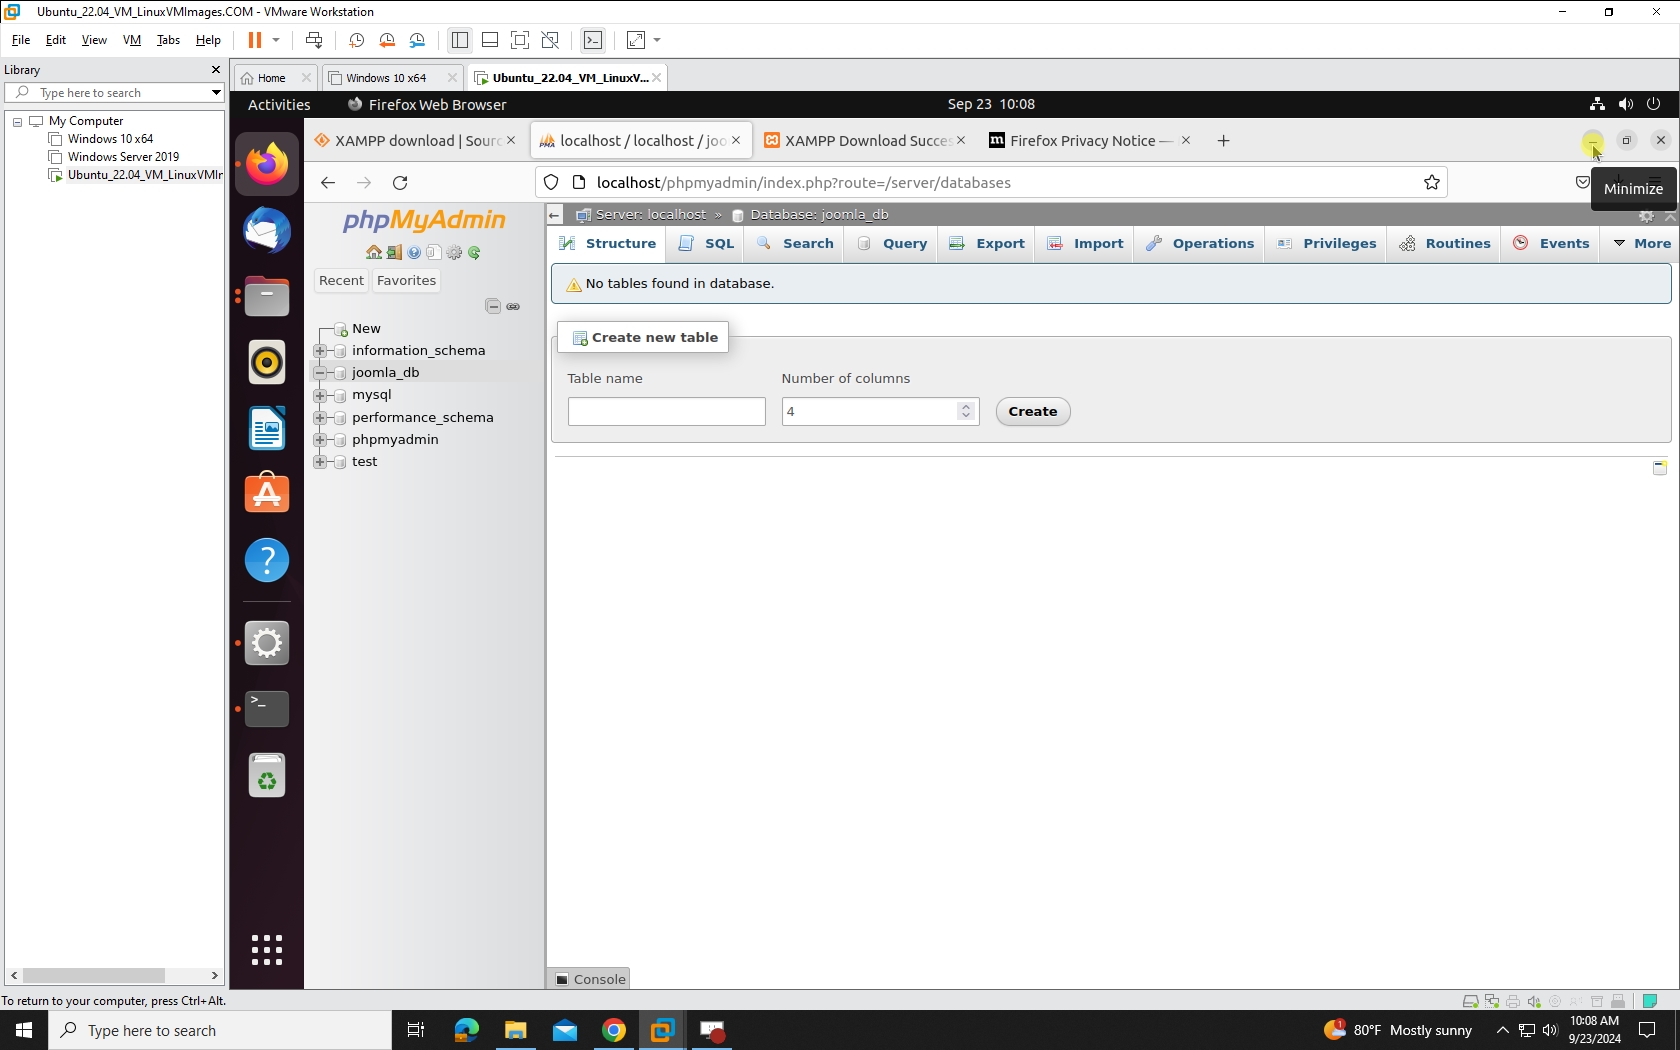 Ubuntu_22.04_VM_LinuxVMImages.COM - VMware Workstation
File Edit View VM Tabs Help
Library
Type here to search
My Computer
Windows 10 x64
Windows Server 2019
Ubuntu_22.04_VM_LinuxVMIr
Home
Windows 10 x64
Ubuntu_22.04_VM_LinuxV...
Activities
Firefox Web Browser
Sep 23 10:08
XAMPP download | Sourc
localhost / localhost / joo
XAMPP Download Succes
Firefox Privacy Notice —
localhost/phpmyadmin/index.php?route=/server/databases
Minimize
phpMyAdmin
Recent
Favorites
New
information_schema
joomla_db
mysql
performance_schema
phpmyadmin
test
Server: localhost » Database: joomla_db
Structure SQL Search Query Export Import Operations Privileges Routines Events More
No tables found in database.
Create new table
Table name
Number of columns
4
Create
Console
To return to your computer, press Ctrl+Alt.
Type here to search
80°F Mostly sunny
10:08 AM
9/23/2024